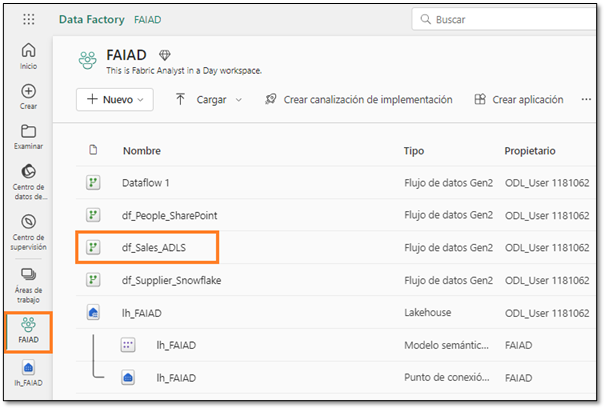 Data Factory FAIAD
Buscar
Inicio
Crear
Examinar
Centro de
datos de...
Centro de
supervisión
Áreas de
trabajo
FAIAD
lh_FAIAD
FAIAD
This is Fabric Analyst in a Day workspace.
Nuevo Cargar Crear canalización de implementación Crear aplicación ...
Nombre Tipo Propietario
Dataflow 1 Flujo de datos Gen2 ODL_User 1181062
df_People_SharePoint Flujo de datos Gen2 ODL_User 1181062
df_Sales_ADLS Flujo de datos Gen2 ODL_User 1181062
df_Supplier_Snowflake Flujo de datos Gen2 ODL_User 1181062
lh_FAIAD Lakehouse ODL_User 1181062
lh_FAIAD Modelo semántic... FAIAD
lh_FAIAD Punto de conexió... FAIAD